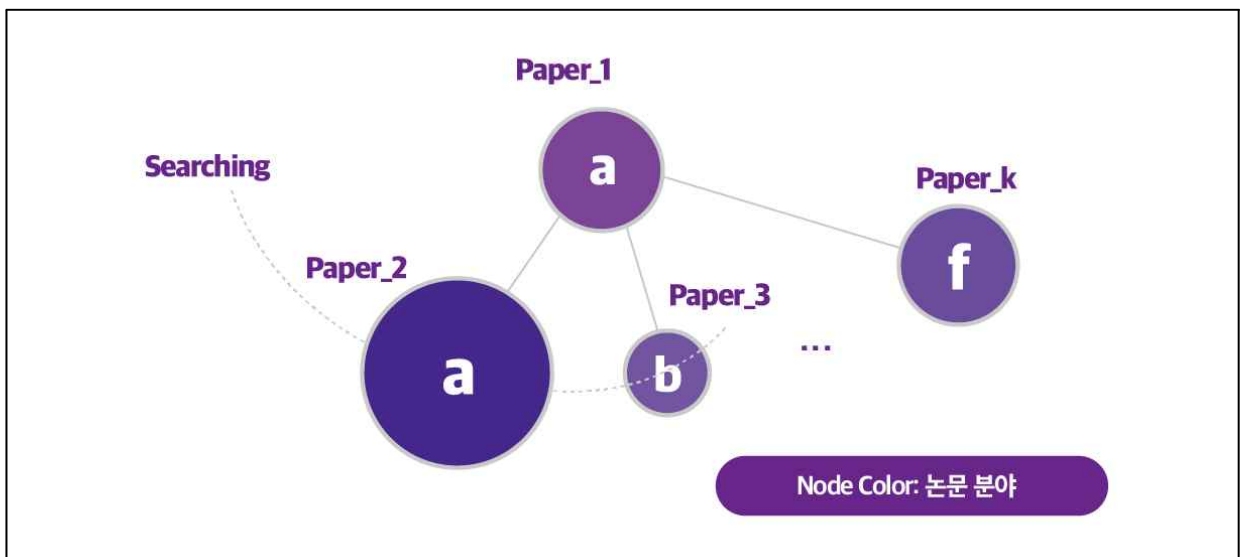 Paper_1
a
Searching
Paper_k
f
Paper_2
a
Paper_3
b
...
Node Color: 논문 분야